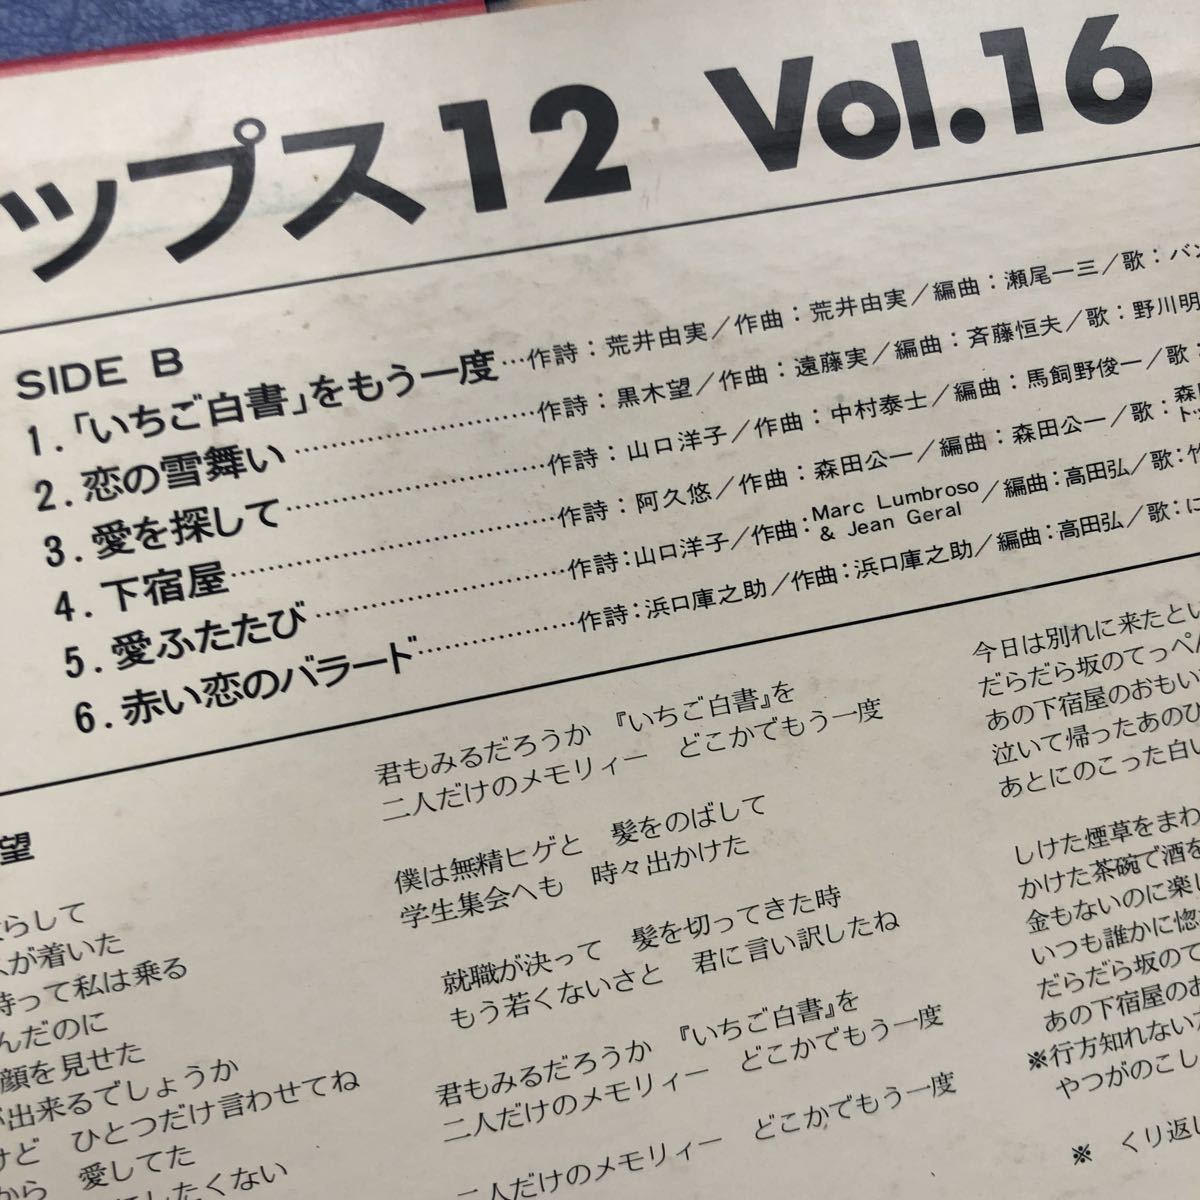 ップス12 Vol.16
SIDE B
1.「いちご白書」をもう一度…作詩：荒井由実／作曲：荒井由実／編曲：瀬尾一三／歌：バン
2.恋の雪舞い………作詩：黒木望／作曲：遠藤実／編曲：斉藤恒夫／歌：野川明
3.愛を探して………作詩：山口洋子／作曲：中村泰士／編曲：馬飼野俊一／歌：
4.下宿屋………作詩：阿久悠／作曲：森田公一／編曲：森田公一／歌：森田
5.愛ふたたび………作詩：山口洋子／作曲：Marc Lumbroso & Jean Geral／編曲：高田弘／歌：竹
6.赤い恋のバラード………作詩：浜口庫之助／作曲：浜口庫之助／編曲：高田弘／歌：に
望
らして
が着いた
待って私は乗る
んだのに
顔を見せた
出来るでしょうか
けど ひとつだけ言わせてね
から 愛してた
したくない
君もみるだろうか 『いちご白書』を
二人だけのメモリィー どこかでもう一度
僕は無精ヒゲと 髪をのばして
学生集会へも 時々出かけた
就職が決って 髪を切ってきた時
もう若くないさと 君に言い訳したね
君もみるだろうか 『いちご白書』を
二人だけのメモリィー どこかでもう一度
二人だけのメモリィー どこかでもう一度
今日は別れに来たとい
だらだら坂のてっぺん
あの下宿屋のおもい
泣いて帰ったあのひ
あとにのこった白い
しけた煙草をまわ
かけた茶碗で酒を
金もないのに楽し
いつも誰かに惚
だらだら坂のて
あの下宿屋のお
※行方知れない
やつがのこし
※ くり返し